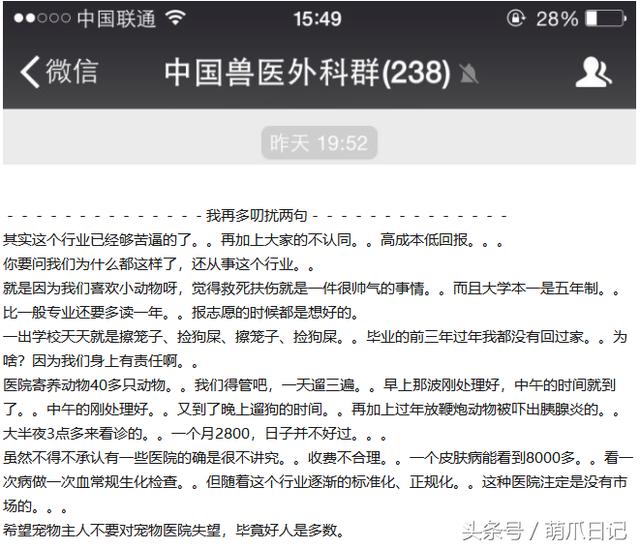 中国联通 15:49 28%
微信 中国兽医外科群(238)
昨天 19:52
--------------我再多叨扰两句--------------
其实这个行业已经够苦逼的了。。再加上大家的不认同。。高成本低回报。。。
你要问我们为什么都这样了，还从事这个行业。。
就是因为我们喜欢小动物呀，觉得救死扶伤就是一件很帅气的事情。。而且大学本一是五年制。。
比一般专业还要多读一年。。报志愿的时候都是想好的。
一出学校天天就是擦笼子、捡狗屎、擦笼子、捡狗屎。。毕业的前三年过年我都没有回过家。。为
啥？因为我们身上有责任啊。。
医院寄养动物40多只动物。。我们得管吧，一天遛三遍。。早上那波刚处理好，中午的时间就到
了。。中午的刚处理好。。又到了晚上遛狗的时间。。再加上过年放鞭炮动物被吓出胰腺炎的。。
大半夜3点多来看诊的。。一个月2800，日子并不好过。。。
虽然不得不承认有一些医院的确是很不讲究。。收费不合理。。一个皮肤病能看到8000多。。看一
次病做一次血常规生化检查。。但随着这个行业逐渐的标准化、正规化。。这种医院注定是没有市
场的。。。
希望宠物主人不要对宠物医院失望，毕竟好人是多数。
头条号 / 萌爪日记